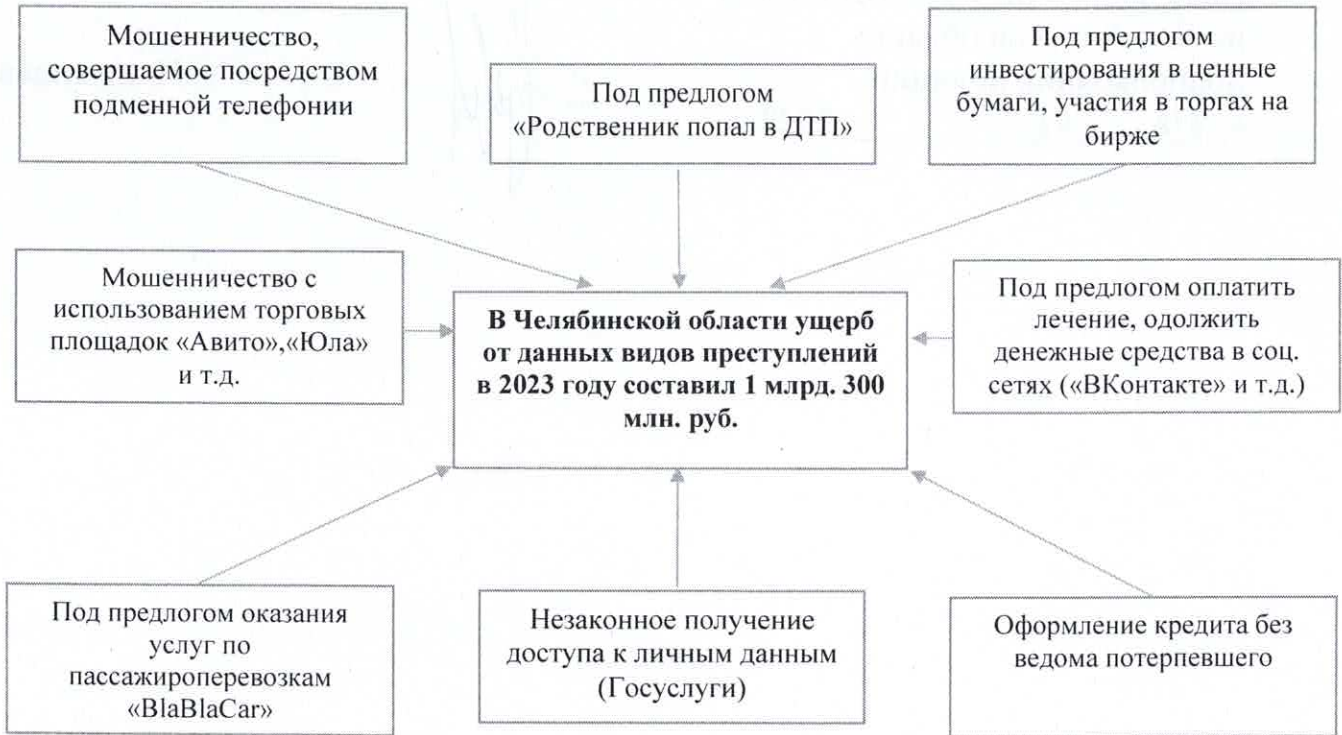 Мошенничество,
совершаемое посредством
подменной телефонии
Под предлогом
«Родственник попал в ДТП»
Под предлогом
инвестирования в ценные
бумаги, участия в торгах на
бирже
Мошенничество с
использованием торговых
площадок «Авито»,«Юла»
и т.д.
В Челябинской области ущерб
от данных видов преступлений
в 2023 году составил 1 млрд. 300
млн. руб.
Под предлогом оплатить
лечение, одолжить
денежные средства в соц.
сетях («ВКонтакте» и т.д.)
Под предлогом оказания
услуг по
пассажироперевозкам
«BlaBlaCar»
Незаконное получение
доступа к личным данным
(Госуслуги)
Оформление кредита без
ведома потерпевшего